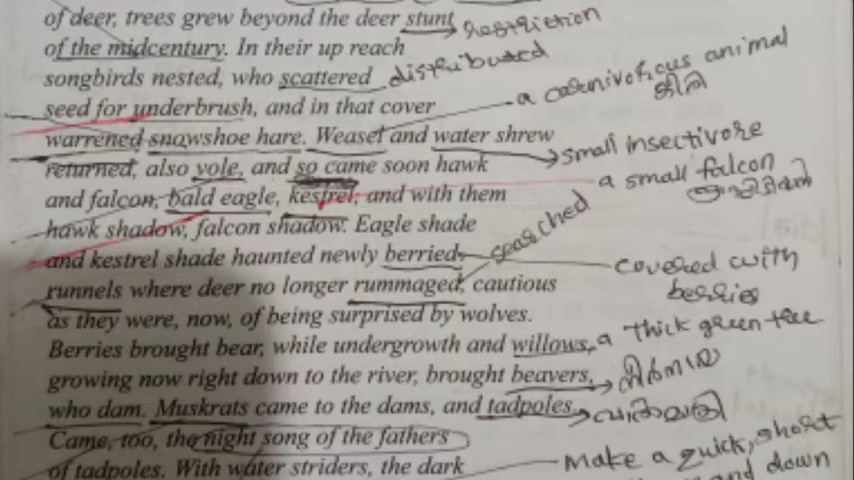 of deer, trees grew beyond the deer stunt
restriction
of the midcentury. In their up reach
songbirds nested, who scattered
distributed
seed for underbrush, and in that cover
a carnivorous animal
warrened snowshoe hare. Weasel and water shrew
small insectivore
returned, also vole, and so came soon hawk
a small falcon
and falcon, bald eagle, kestrel, and with them
hawk shadow, falcon shadow. Eagle shade
searched
and kestrel shade haunted newly berried
covered with
berries
runnels where deer no longer rummaged, cautious
as they were, now, of being surprised by wolves.
Berries brought bear, while undergrowth and willows,
a thick green tree
growing now right down to the river, brought beavers,
who dam. Muskrats came to the dams, and tadpoles.
Came, too, the night song of the fathers
of tadpoles. With water striders, the dark
Make a quick, short
and down